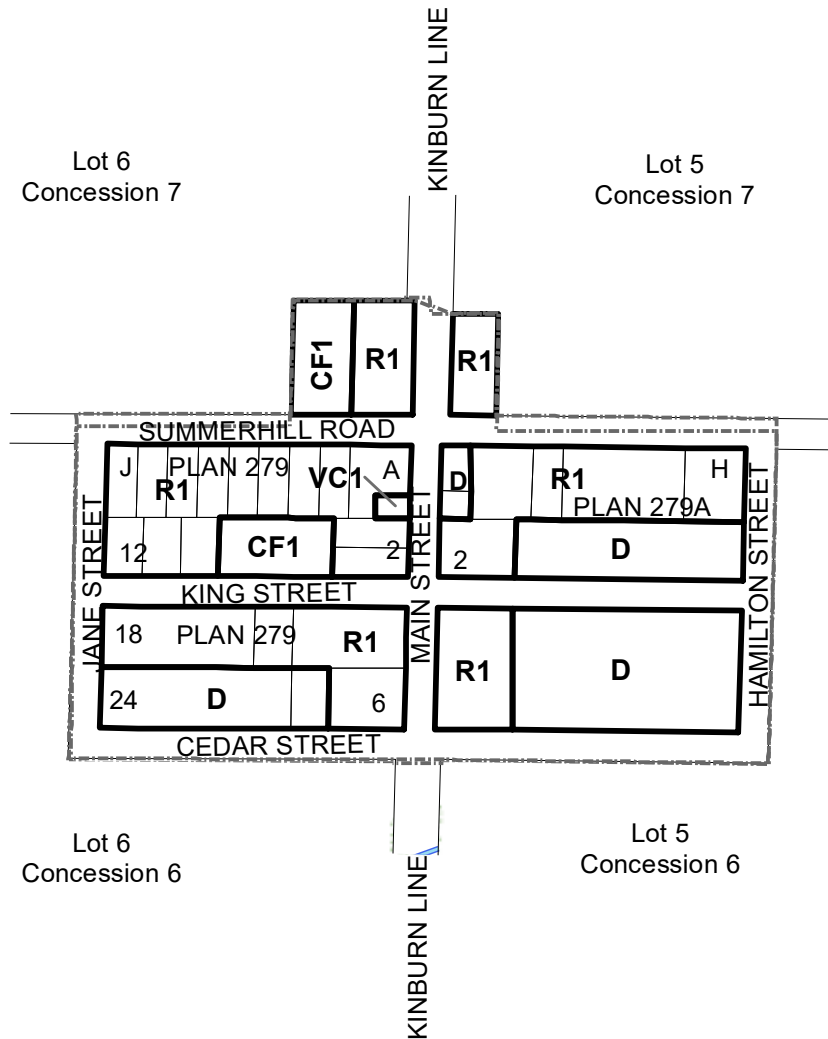 KINBURN LINE
Lot 6
Concession 7
Lot 5
Concession 7
CF1
R1
R1
SUMMERHILL ROAD
J
PLAN 279
R1
VC1
A
D
R1
H
PLAN 279A
12
CF1
2
2
D
JANE STREET
MAIN STREET
HAMILTON STREET
KING STREET
18
PLAN 279
R1
R1
D
24
D
6
CEDAR STREET
Lot 6
Concession 6
Lot 5
Concession 6
KINBURN LINE